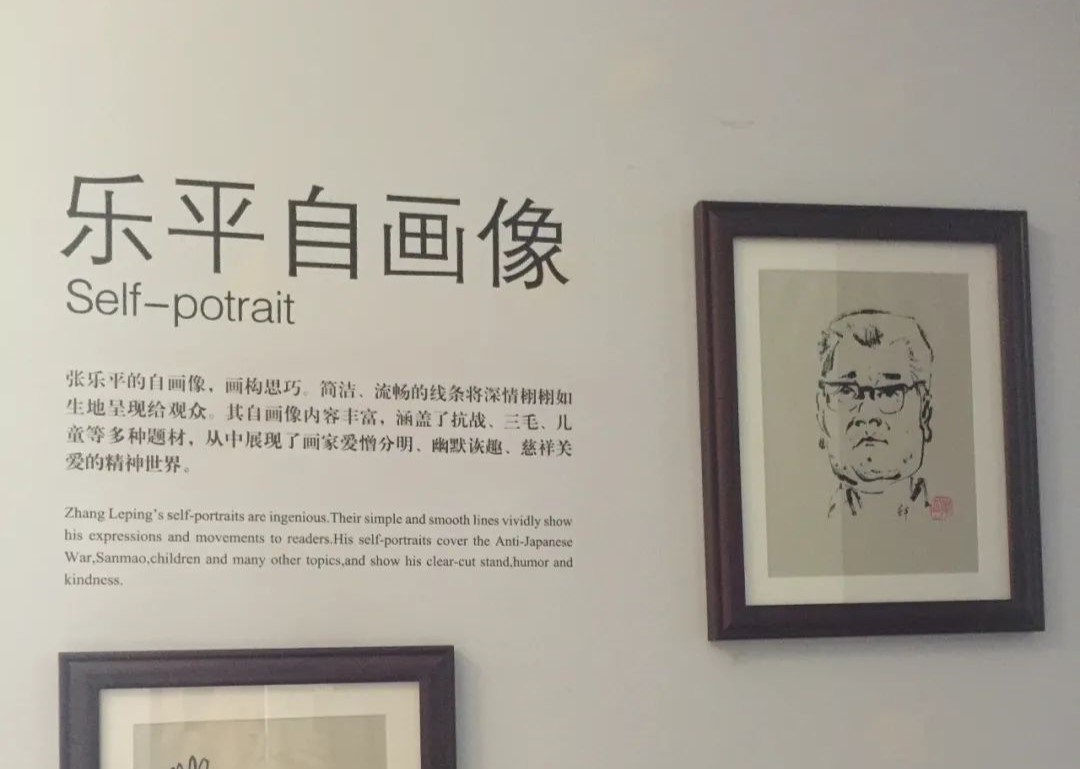 乐平自画像
Self-potrait
张乐平的自画像，画构思巧。简洁、流畅的线条将深情栩栩如
生地呈现给观众。其自画像内容丰富，涵盖了抗战、三毛、儿
童等多种题材，从中展现了画家爱憎分明、幽默诙趣、慈祥关
爱的精神世界。
Zhang Leping's self-portraits are ingenious.Their simple and smooth lines vividly show
his expressions and movements to readers.His self-portraits cover the Anti-Japanese
War,Sanmao,children and many other topics,and show his clear-cut stand,humor and
kindness.